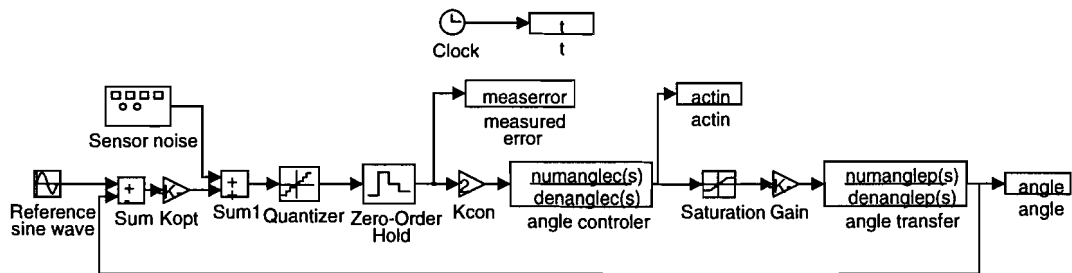 t
t
Clock
measerror
measured
error
actin
actin
Sensor noise
+
-
K-
+
+
2
numanglec(s)
denanglec(s)
K-
numanglep(s)
denanglep(s)
angle
angle
Reference
sine wave
Sum
Kopt
Sum1
Quantizer
Zero-Order
Hold
Kcon
angle controler
Saturation
Gain
angle transfer